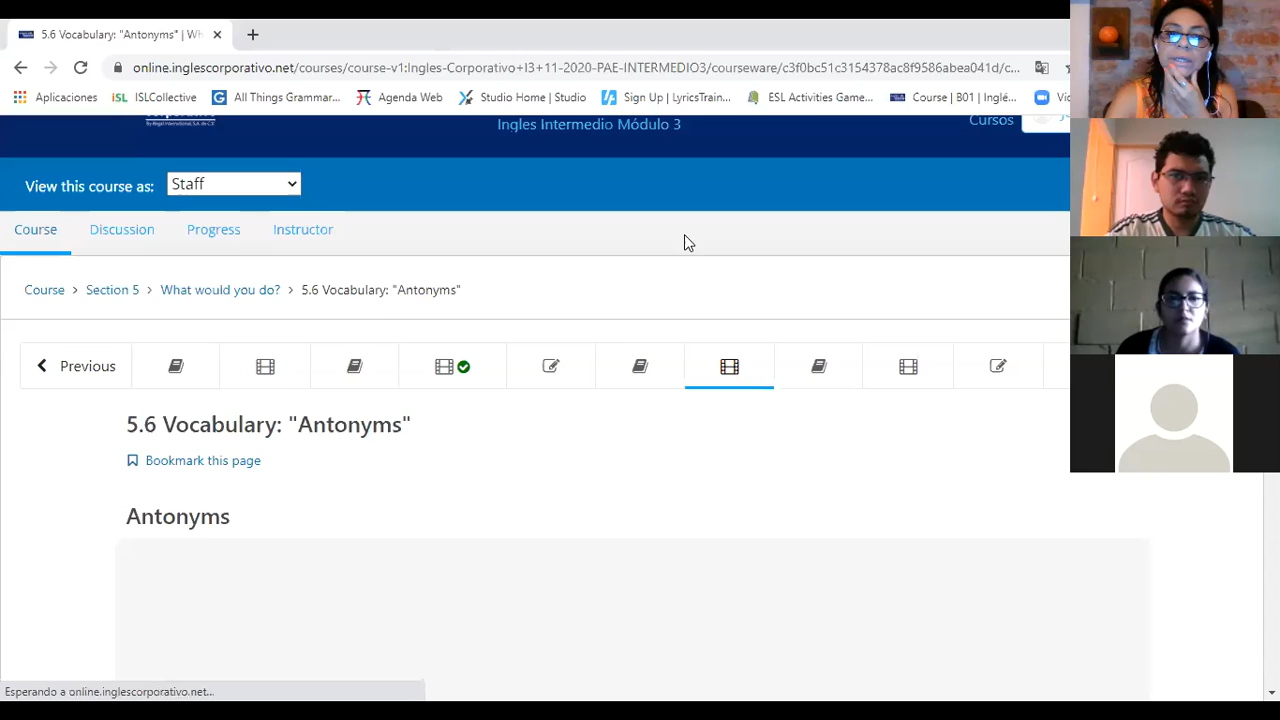 5.6 Vocabulary: "Antonyms" | Wh
online.inglescorporativo.net/courses/course-v1:Ingles-Corporativo+I3+11-2020-PAE-INTERMEDIO3/courseware/c3f0bc51c3154378ac8f9586abea041d/c...
Aplicaciones ISLCollective All Things Grammar... Agenda Web Studio Home | Studio Sign Up | LyricsTrain... ESL Activities Game... Course | B01 | Inglé...
Ingles Intermedio Módulo 3 Cursos
View this course as: Staff
Course Discussion Progress Instructor
Course > Section 5 > What would you do? > 5.6 Vocabulary: "Antonyms"
Previous
5.6 Vocabulary: "Antonyms"
Bookmark this page
Antonyms
Esperando a online.inglescorporativo.net...